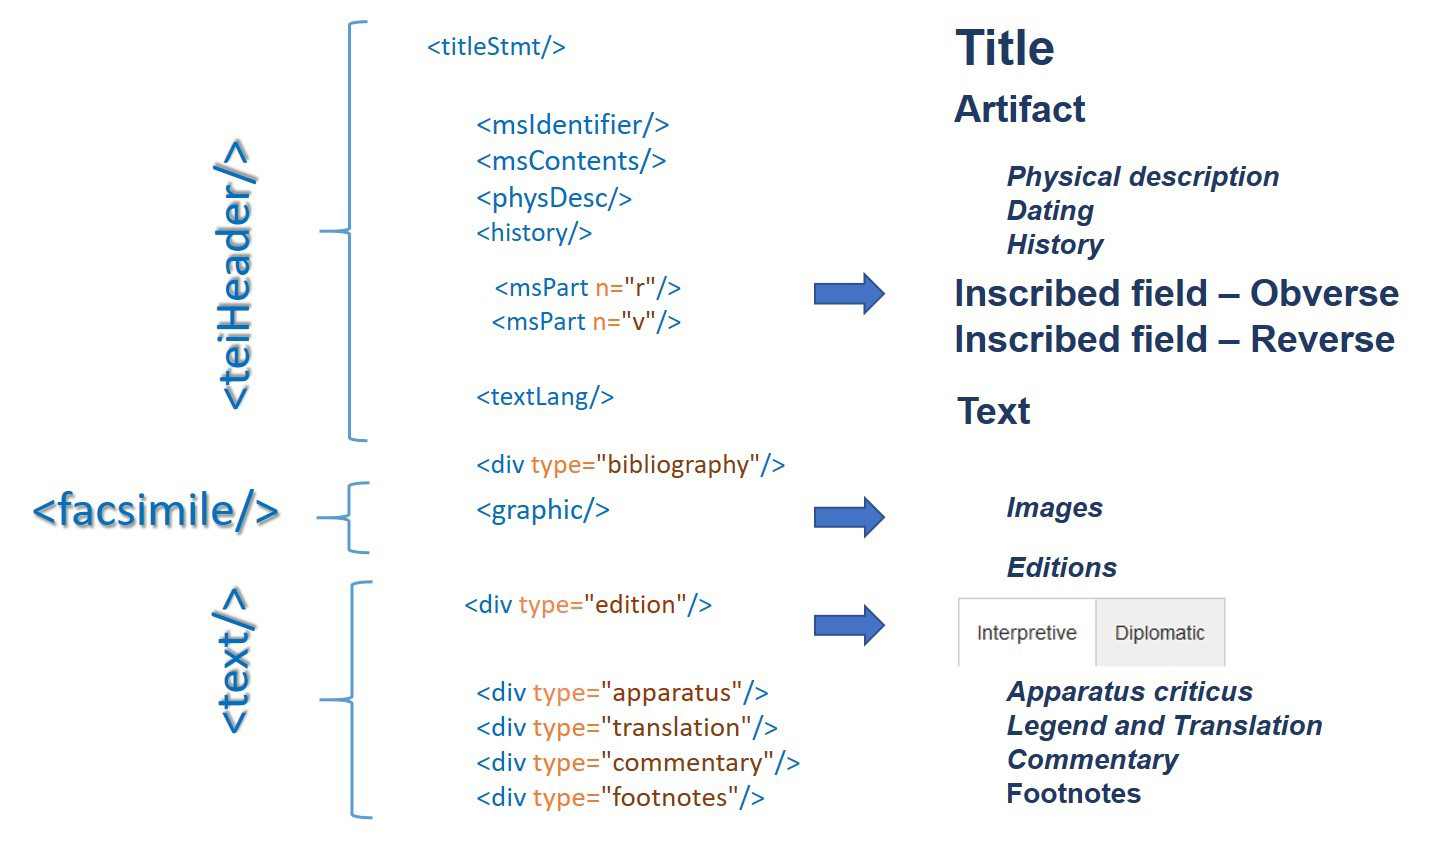 <teiHeader/>
<titleStmt/>
<msIdentifier/>
<msContents/>
<physDesc/>
<history/>
<msPart n="r"/>
<msPart n="v"/>
<textLang/>
<div type="bibliography"/>
<facsimile/>
<graphic/>
<text/>
<div type="edition"/>
<div type="apparatus"/>
<div type="translation"/>
<div type="commentary"/>
<div type="footnotes"/>
Title
Artifact
Physical description
Dating
History
Inscribed field – Obverse
Inscribed field – Reverse
Text
Images
Editions
Interpretive Diplomatic
Apparatus criticus
Legend and Translation
Commentary
Footnotes